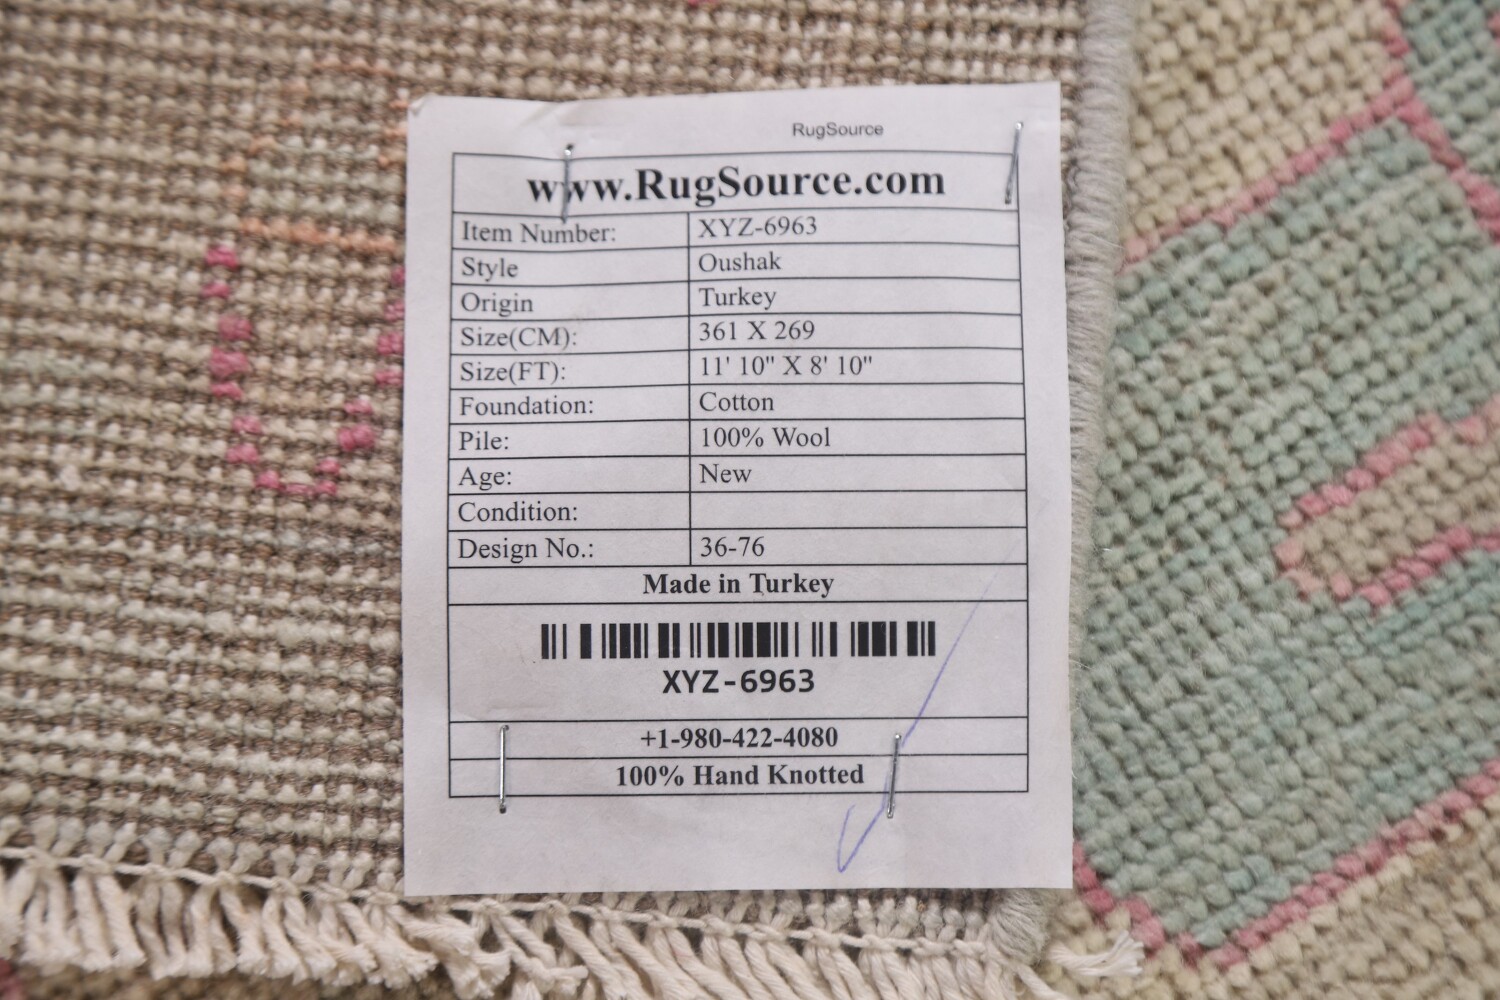 RugSource
www.RugSource.com
Item Number: XYZ-6963
Style Oushak
Origin Turkey
Size(CM): 361 X 269
Size(FT): 11' 10" X 8' 10"
Foundation: Cotton
Pile: 100% Wool
Age: New
Condition:
Design No.: 36-76
Made in Turkey
XYZ-6963
+1-980-422-4080
100% Hand Knotted